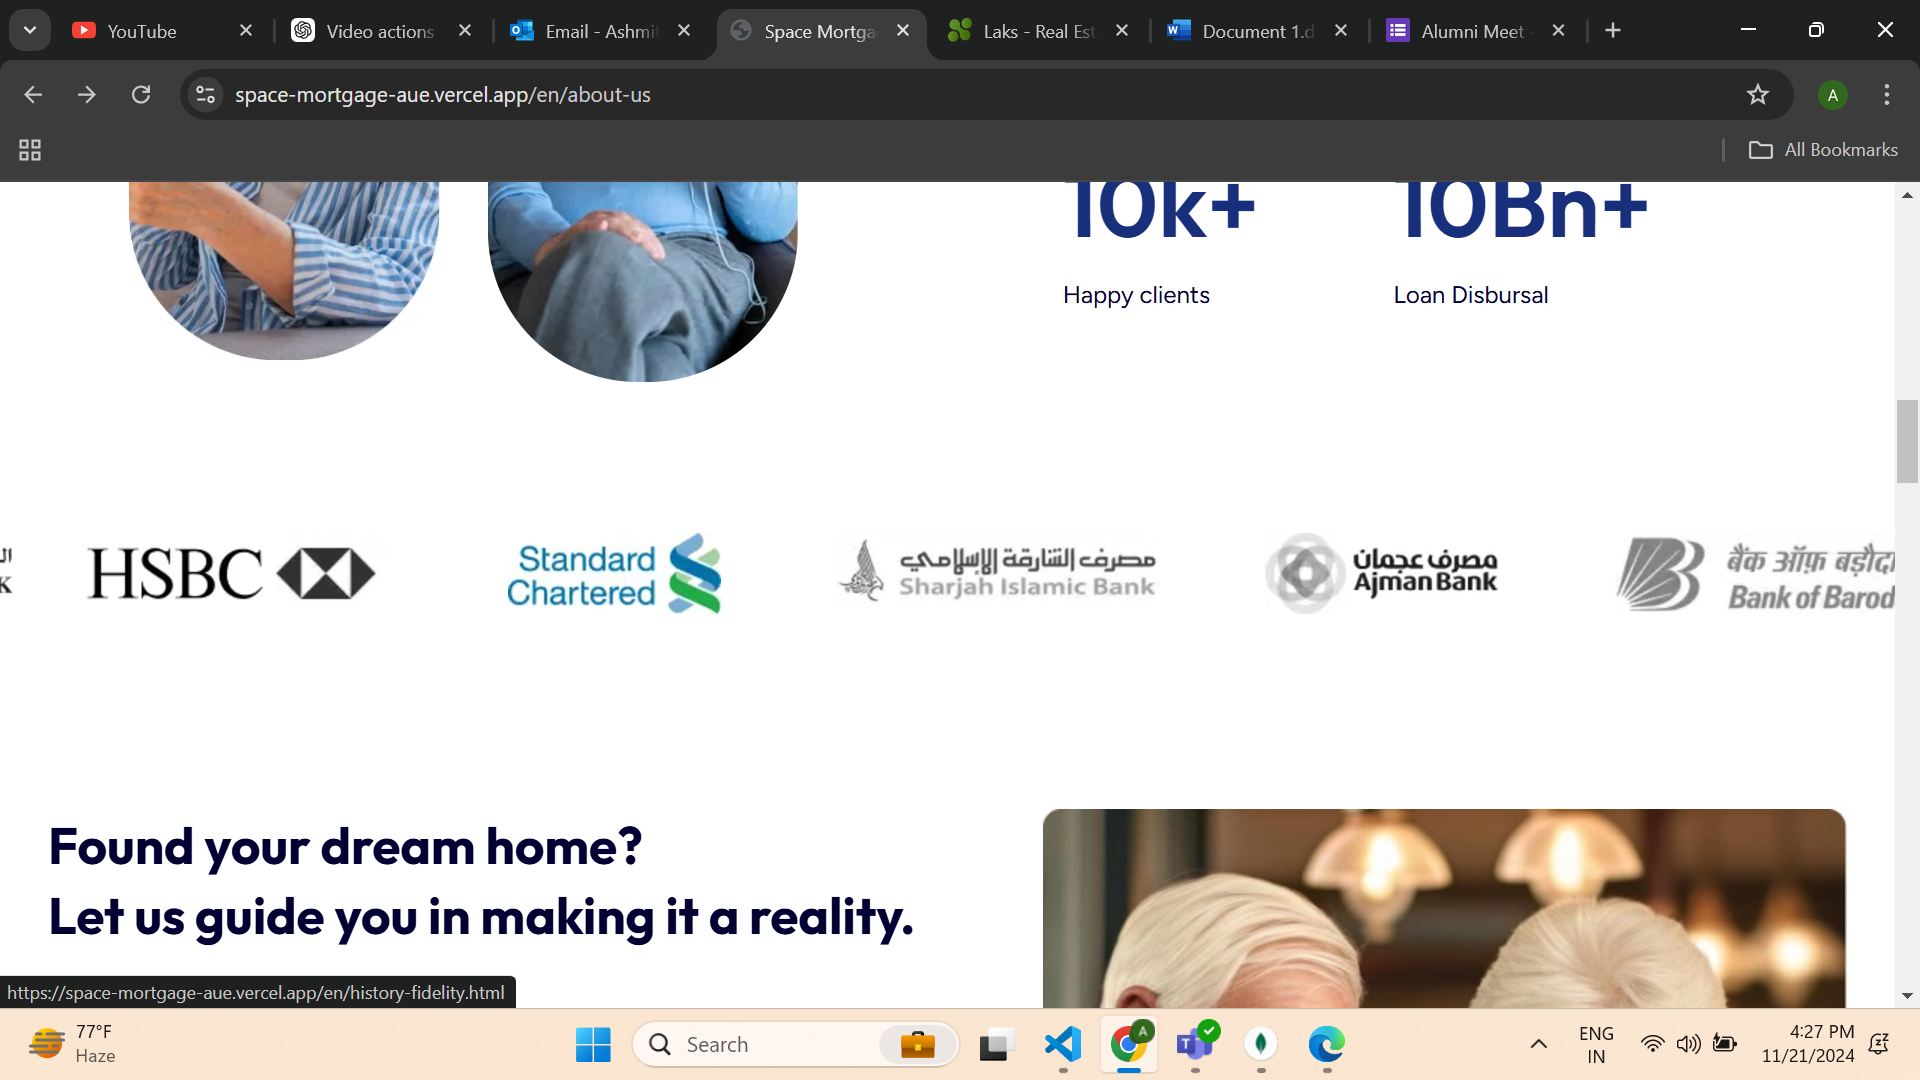 YouTube
Video actions
Email - Ashmit
Space Mortga
Laks - Real Est
Document 1.d
Alumni Meet -
space-mortgage-aue.vercel.app/en/about-us
A
All Bookmarks
10k+
10Bn+
Happy clients
Loan Disbursal
K
HSBC
Standard
Chartered
مصرف الشارقة الإسلامي
Sharjah Islamic Bank
مصرف عجمان
Ajman Bank
बैंक ऑफ़ बड़ौदा
Bank of Barod
Found your dream home?
Let us guide you in making it a reality.
https://space-mortgage-aue.vercel.app/en/history-fidelity.html
77°F
Haze
Search
A
T
ENG
IN
4:27 PM
11/21/2024